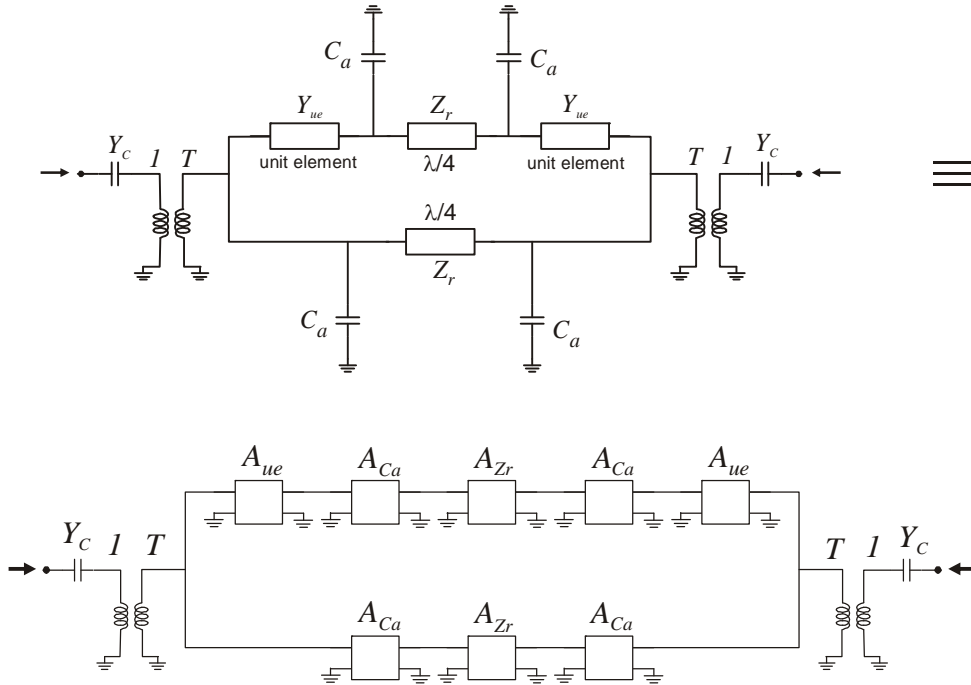 C_a C_a
Y_ue Z_r Y_ue
Y_C 1 T unit element λ/4 unit element T 1 Y_C
λ/4
Z_r
C_a C_a
A_ue A_Ca A_Zr A_Ca A_ue
Y_C 1 T T 1 Y_C
A_Ca A_Zr A_Ca